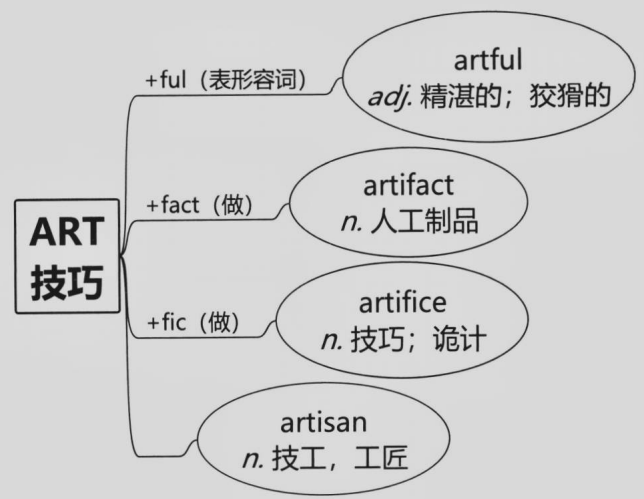 ART
技巧
+ful（表形容词）
artful
adj. 精湛的；狡猾的
+fact（做）
artifact
n. 人工制品
+fic（做）
artifice
n. 技巧；诡计
artisan
n. 技工，工匠